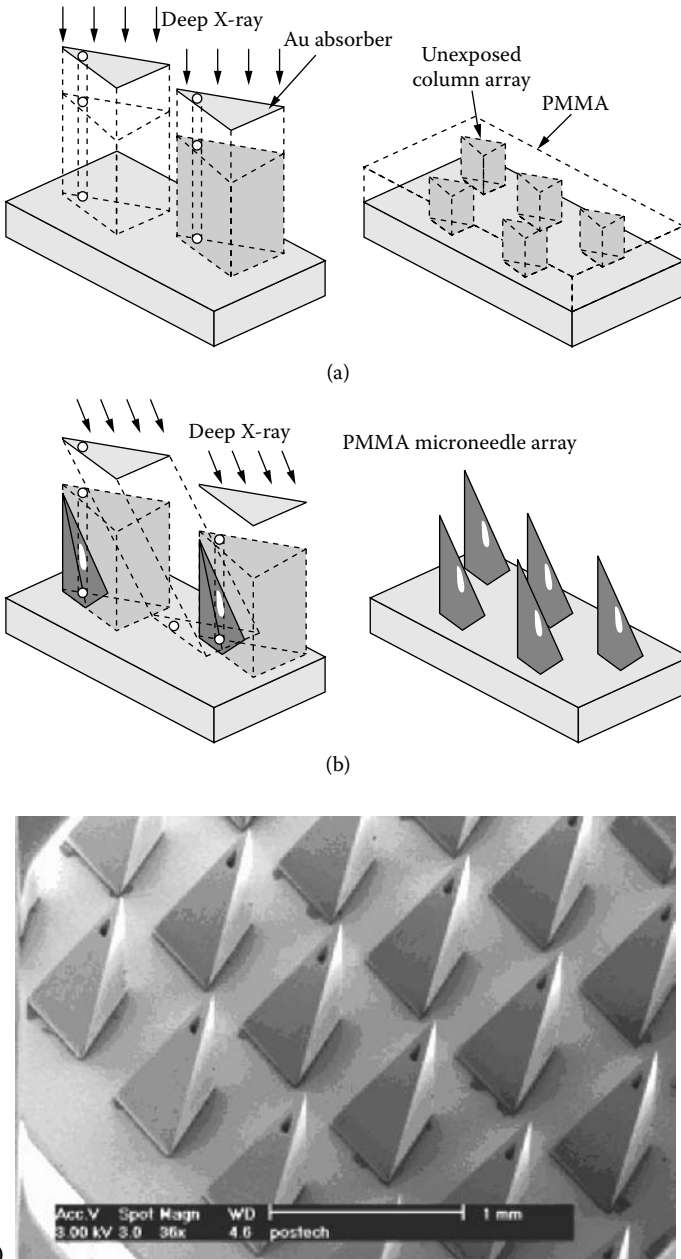 Deep X-ray
Au absorber
Unexposed
column array
PMMA
(a)
Deep X-ray
PMMA microneedle array
(b)
Acc.V Spot Magn WD 1 mm
3.00 kV 3.0 36x 4.6 postech